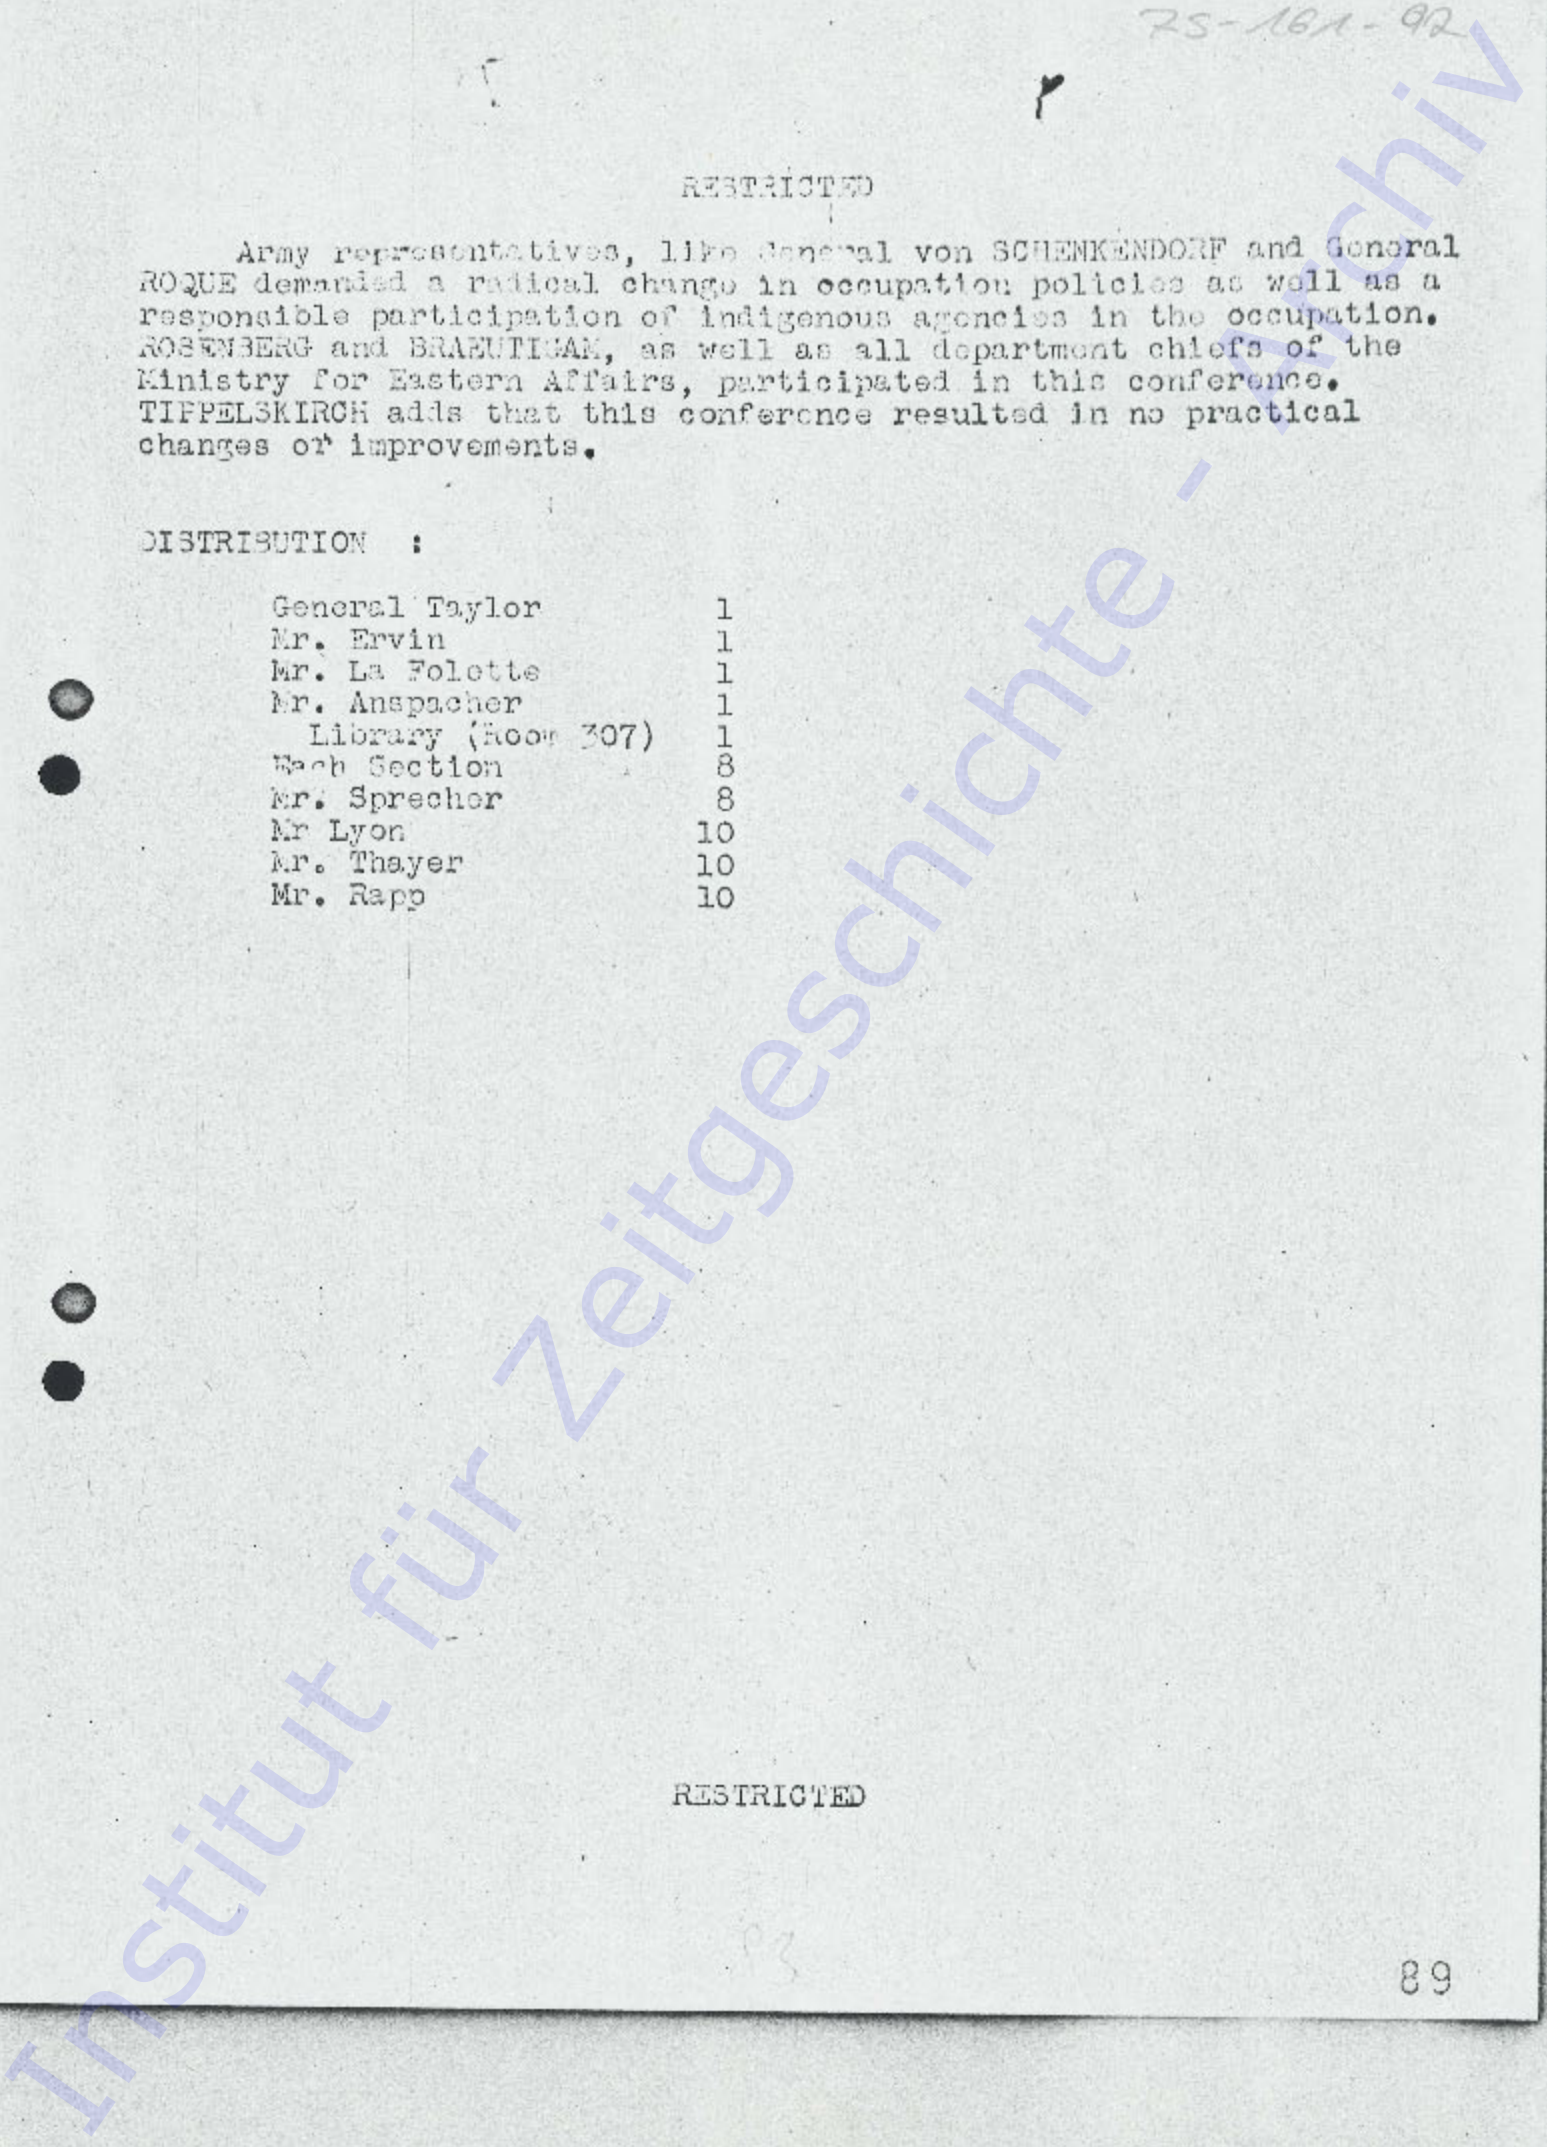 ZS-161-92
RESTRICTED
Army representatives, like General von SCHENKENDORF and General
ROQUE demanded a radical change in occupation policies as well as a
responsible participation of indigenous agencies in the occupation.
ROSENBERG and BRAEUTIGAM, as well as all department chiefs of the
Ministry for Eastern Affairs, participated in this conference.
TIPPELSKIRCH adds that this conference resulted in no practical
changes or improvements.
DISTRIBUTION :
General Taylor 1
Mr. Ervin 1
Mr. La Folette 1
Mr. Anspacher 1
Library (Room 307) 1
Each Section 8
Mr. Sprecher 8
Mr Lyon 10
Mr. Thayer 10
Mr. Rapp 10
RESTRICTED
89
Institut für Zeitgeschichte - Archiv